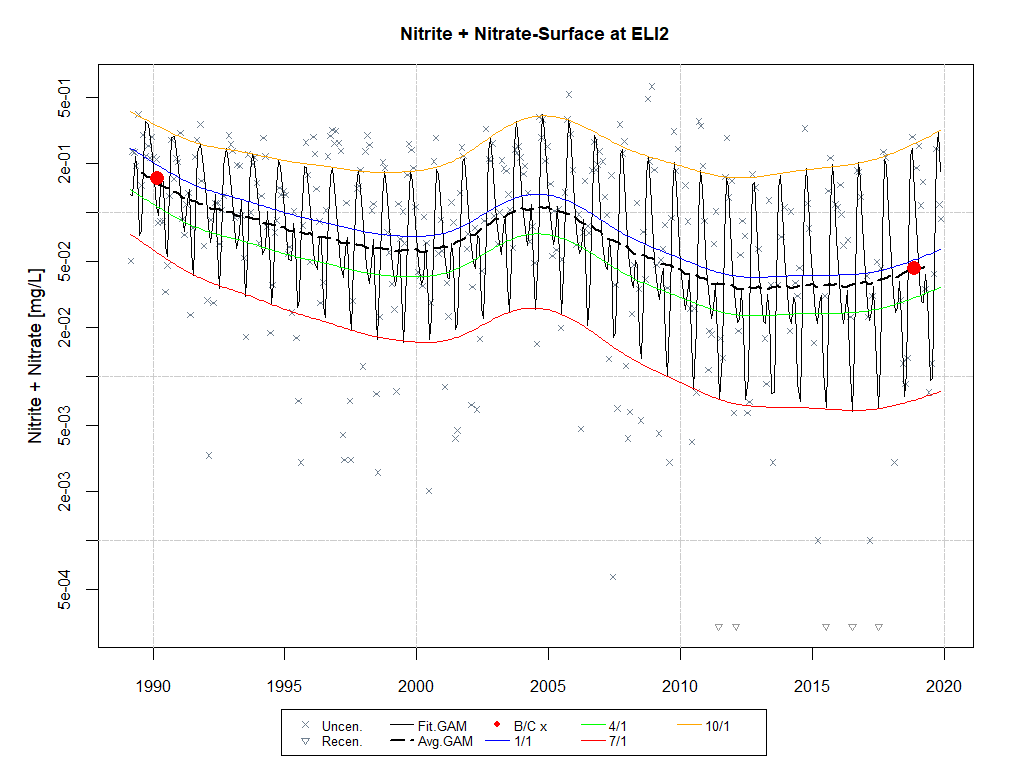 Nitrite + Nitrate-Surface at ELI2
Nitrite + Nitrate [mg/L]
5e-01
2e-01
5e-02
2e-02
5e-03
2e-03
5e-04
1990 1995 2000 2005 2010 2015 2020
Uncen. Fit.GAM B/C x 4/1 10/1
Recen. Avg.GAM 1/1 7/1